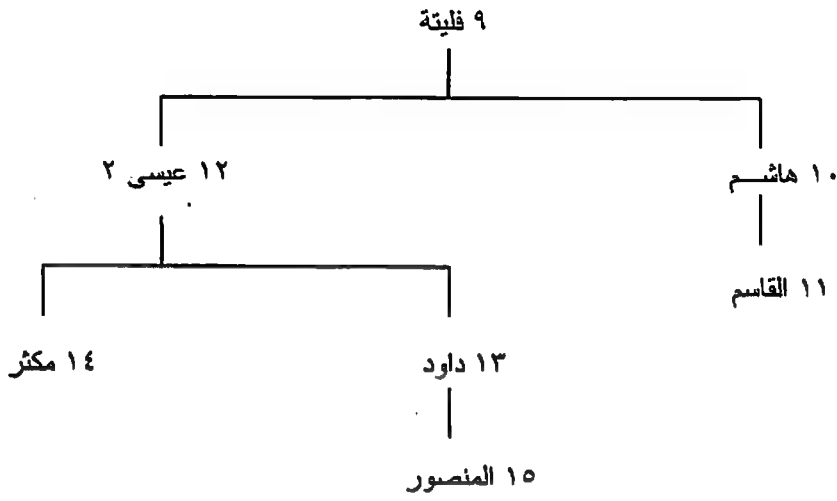 ٩ فليتة
١٠ هاشم
١٢ عيسى ٢
١١ القاسم
١٣ داود
١٤ مكثر
١٥ المنصور